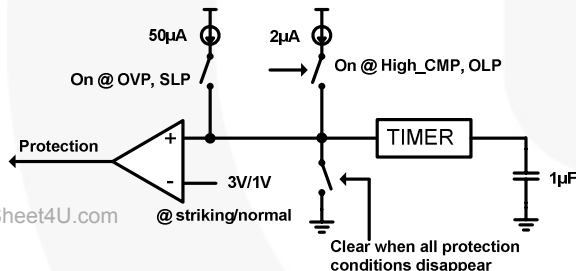 50µA
2µA
On @ OVP, SLP
On @ High_CMP, OLP
Protection
+
TIMER
-
3V/1V
1µF
@ striking/normal
Sheet4U.com
Clear when all protection
conditions disappear